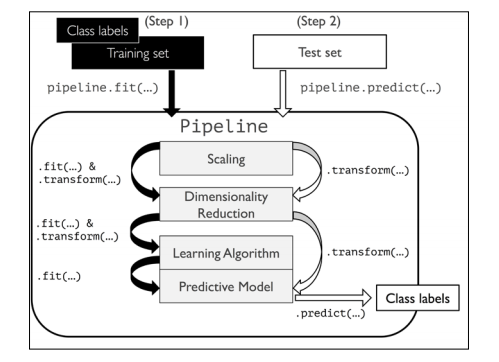 (Step 1)
(Step 2)
Class labels
Training set
Test set
pipeline.fit(…)
pipeline.predict(…)
Pipeline
Scaling
.fit(…) &
.transform(…)
.transform(…)
Dimensionality
Reduction
.fit(…) &
.transform(…)
Learning Algorithm
.transform(…)
.fit(…)
Predictive Model
Class labels
.predict(…)